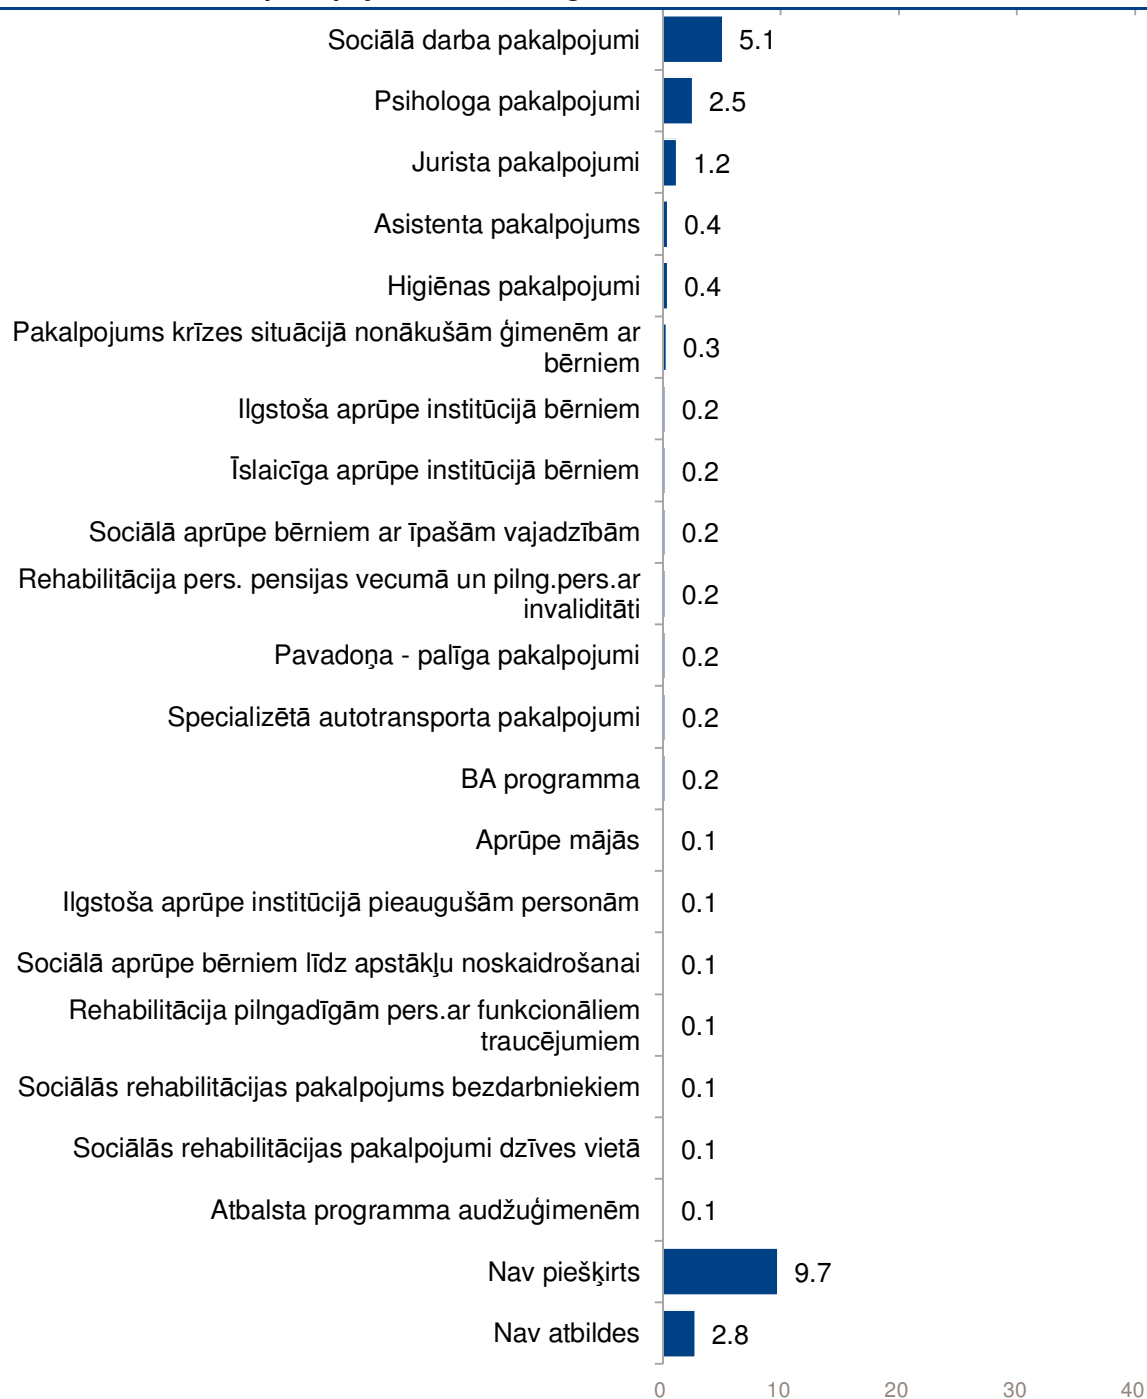 Sociālā darba pakalpojumi 5.1
Psihologa pakalpojumi 2.5
Jurista pakalpojumi 1.2
Asistenta pakalpojums 0.4
Higiēnas pakalpojumi 0.4
Pakalpojums krīzes situācijā nonākušām ģimenēm ar
bērniem 0.3
Ilgstoša aprūpe institūcijā bērniem 0.2
Īslaicīga aprūpe institūcijā bērniem 0.2
Sociālā aprūpe bērniem ar īpašām vajadzībām 0.2
Rehabilitācija pers. pensijas vecumā un pilng.pers.ar
invaliditāti 0.2
Pavadoņa - palīga pakalpojumi 0.2
Specializētā autotransporta pakalpojumi 0.2
BA programma 0.2
Aprūpe mājās 0.1
Ilgstoša aprūpe institūcijā pieaugušām personām 0.1
Sociālā aprūpe bērniem līdz apstākļu noskaidrošanai 0.1
Rehabilitācija pilngadīgām pers.ar funkcionāliem
traucējumiem 0.1
Sociālās rehabilitācijas pakalpojums bezdarbniekiem 0.1
Sociālās rehabilitācijas pakalpojumi dzīves vietā 0.1
Atbalsta programma audžuģimenēm 0.1
Nav piešķirts 9.7
Nav atbildes 2.8
0 10 20 30 40